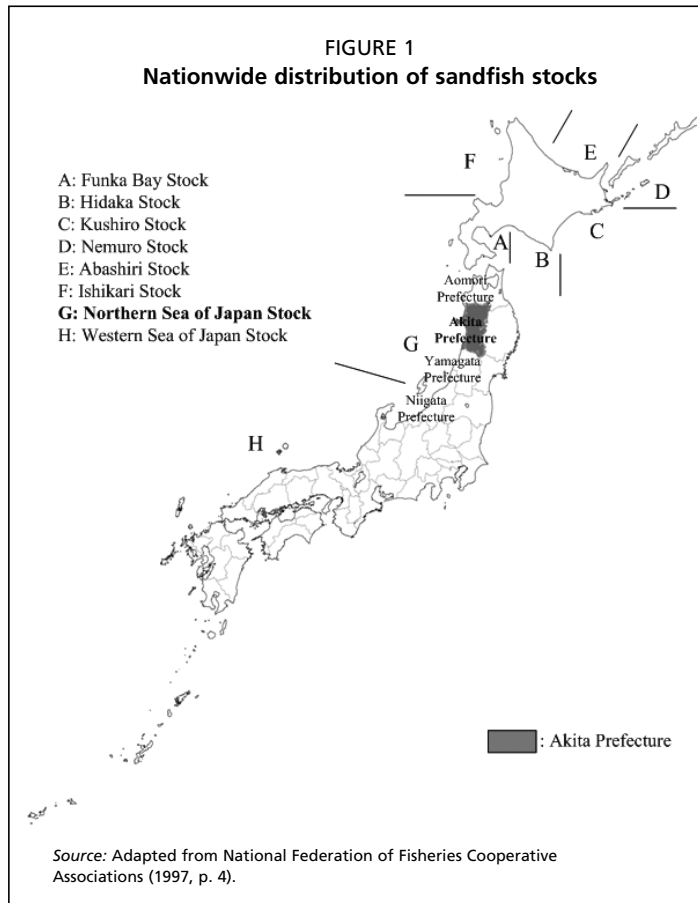 FIGURE 1
Nationwide distribution of sandfish stocks
A: Funka Bay Stock
B: Hidaka Stock
C: Kushiro Stock
D: Nemuro Stock
E: Abashiri Stock
F: Ishikari Stock
G: Northern Sea of Japan Stock
H: Western Sea of Japan Stock
F
E
D
C
A
B
Aomori
Prefecture
Akita
Prefecture
G
Yamagata
Prefecture
Niigata
Prefecture
H
: Akita Prefecture
Source: Adapted from National Federation of Fisheries Cooperative
Associations (1997, p. 4).